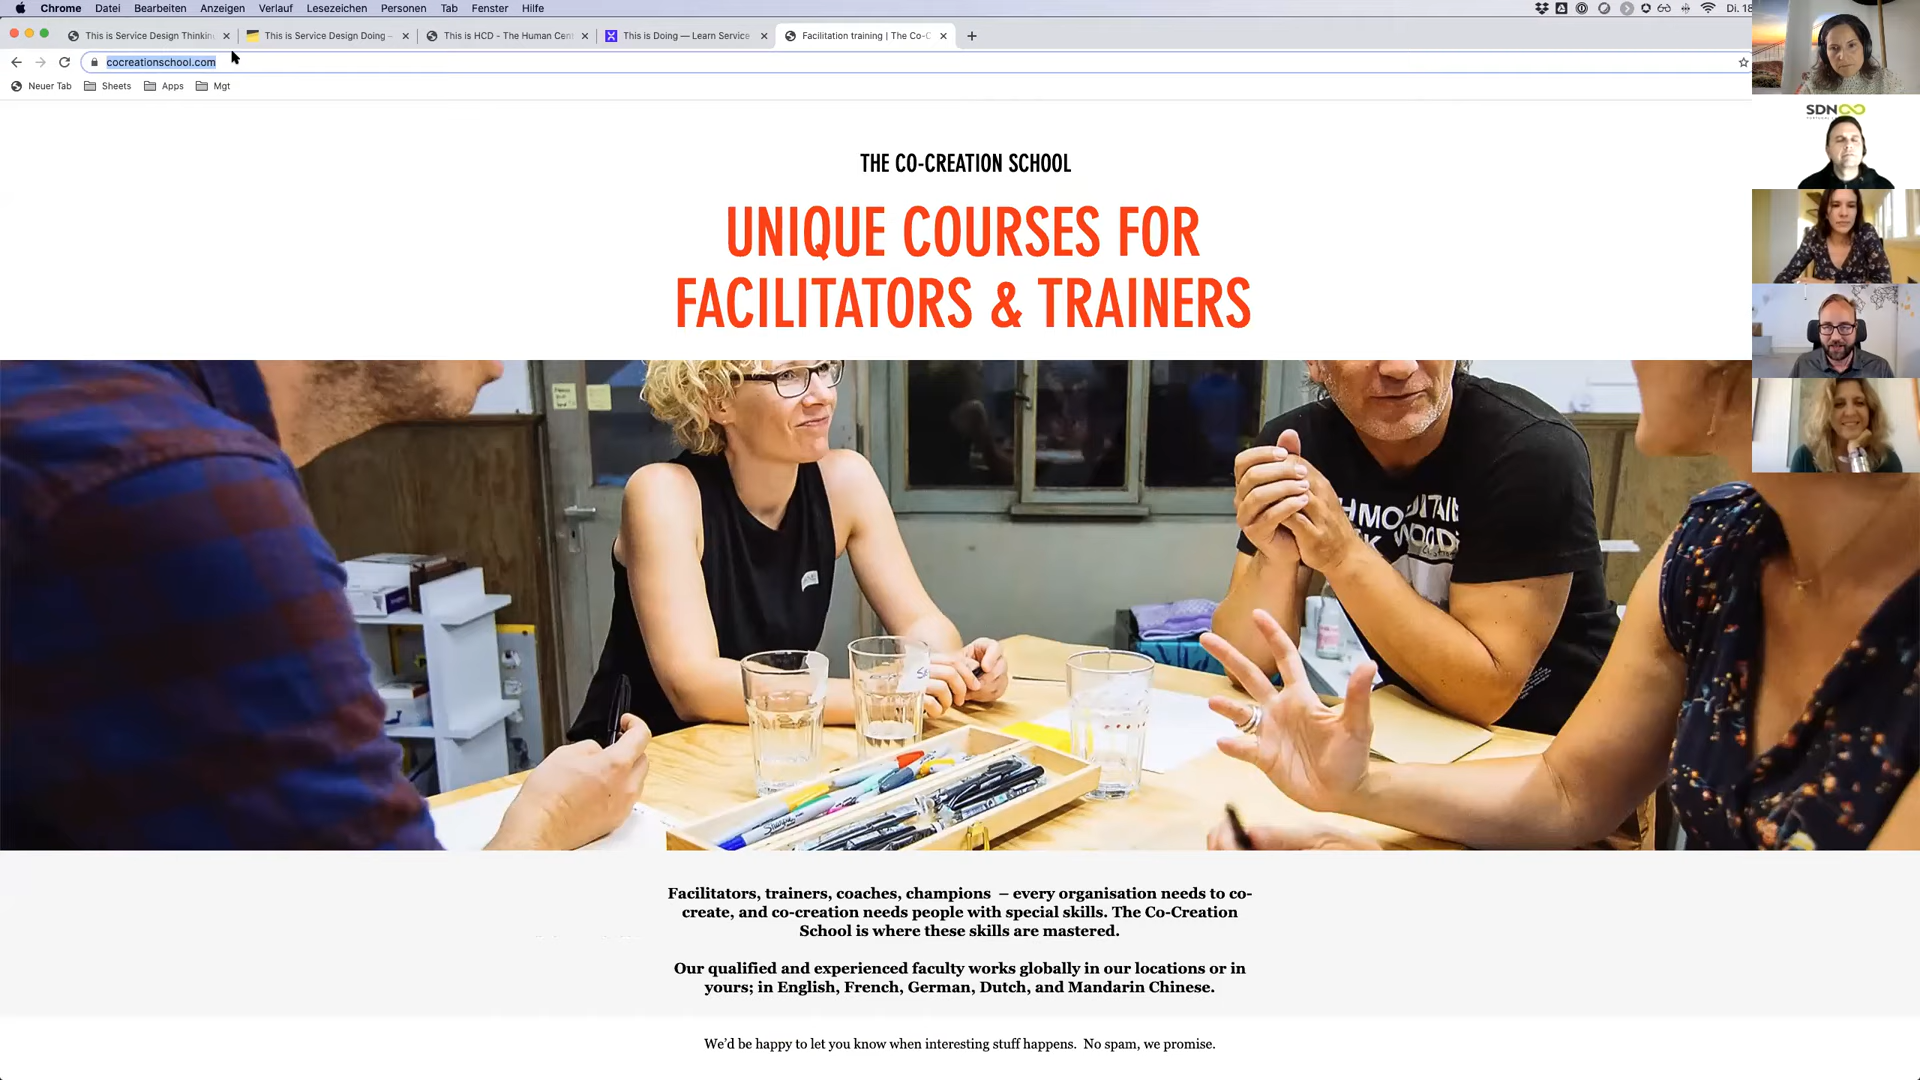 Chrome Datei Bearbeiten Anzeigen Verlauf Lesezeichen Personen Tab Fenster Hilfe Di. 18
This is Service Design Thinkin This is Service Design Doing - This is HCD - The Human Cen This is Doing — Learn Service Facilitation training | The Co-C
cocreationschool.com
Neuer Tab Sheets Apps Mgt
SDN
THE CO-CREATION SCHOOL
UNIQUE COURSES FOR
FACILITATORS & TRAINERS
Facilitators, trainers, coaches, champions – every organisation needs to co-
create, and co-creation needs people with special skills. The Co-Creation
School is where these skills are mastered.
Our qualified and experienced faculty works globally in our locations or in
yours; in English, French, German, Dutch, and Mandarin Chinese.
We'd be happy to let you know when interesting stuff happens. No spam, we promise.